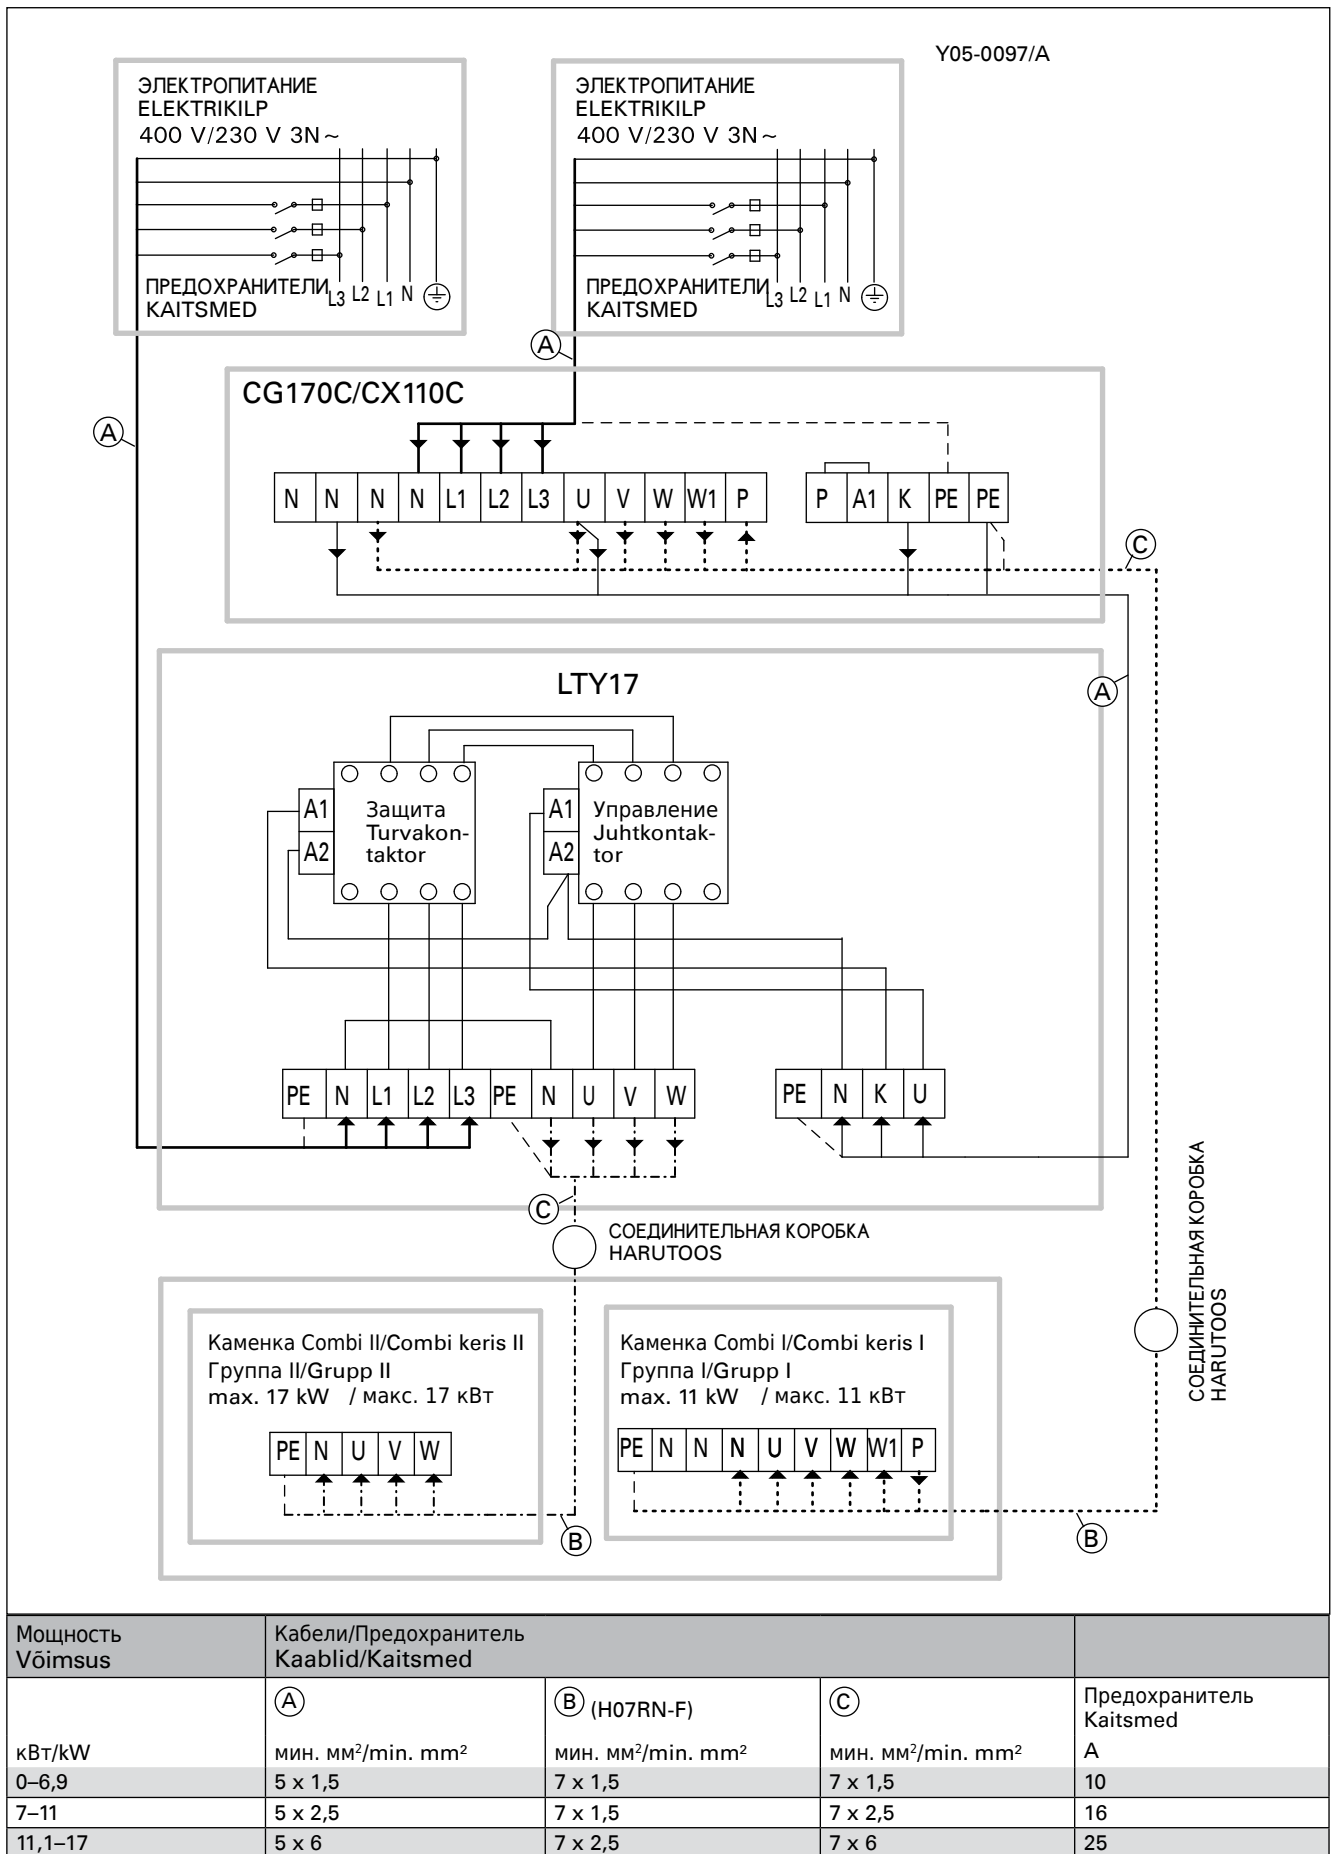 Y05-0097/A
ЭЛЕКТРОПИТАНИЕ
ELEKTRIKILP
400 V/230 V 3N~
ПРЕДОХРАНИТЕЛИ
KAITSMED
L3 L2 L1 N
ЭЛЕКТРОПИТАНИЕ
ELEKTRIKILP
400 V/230 V 3N~
ПРЕДОХРАНИТЕЛИ
KAITSMED
L3 L2 L1 N
A
A
CG170C/CX110C
N N N N L1 L2 L3 U V W W1 P
P A1 K PE PE
C
LTY17
A
A1
A2
Защита
Turvakon-
taktor
A1
A2
Управление
Juhtkontak-
tor
PE N L1 L2 L3 PE N U V W
PE N K U
C
СОЕДИНИТЕЛЬНАЯ КОРОБКА
HARUTOOS
СОЕДИНИТЕЛЬНАЯ КОРОБКА
HARUTOOS
Каменка Combi II/Combi keris II
Группа II/Grupp II
max. 17 kW / макс. 17 кВт
PE N U V W
B
Каменка Combi I/Combi keris I
Группа I/Grupp I
max. 11 kW / макс. 11 кВт
PE N N N U V W W1 P
B
Мощность Кабели/Предохранитель
Võimsus Kaablid/Kaitsmed
A B (H07RN-F) C Предохранитель
Kaitsmed
кВт/kW мин. мм²/min. mm² мин. мм²/min. mm² мин. мм²/min. mm² A
0–6,9 5 x 1,5 7 x 1,5 7 x 1,5 10
7–11 5 x 2,5 7 x 1,5 7 x 2,5 16
11,1–17 5 x 6 7 x 2,5 7 x 6 25